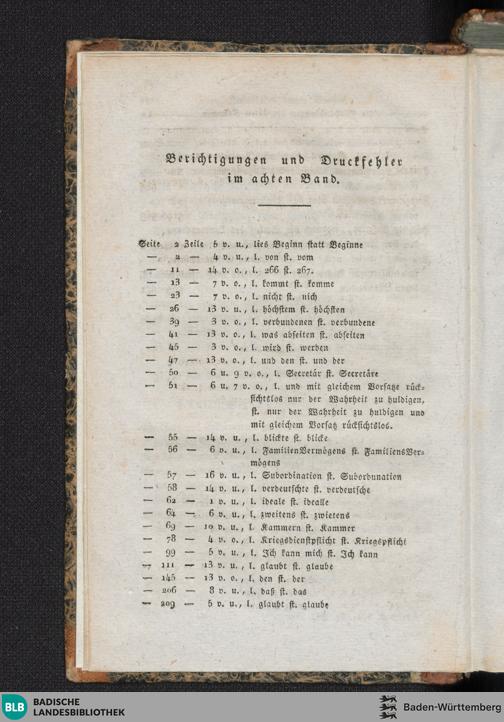 Berichtigungen und Druckfehler
im achten Band.
Seite 2 Zeile 5 v. u., lies Beginn statt Beginne
— 2 — 4 v. u., l. von st. vom
— 11 — 14 v. o., l. 266 st. 267.
— 13 — 7 v. o., l. kommt st. komme
— 23 — 7 v. o., l. nicht st. nich
— 26 — 13 v. u., l. höchstem st. höchsten
— 39 — 3 v. o., l. verbundenen st. verbundene
— 41 — 13 v. o., l. was abseiten st. abseiten
— 45 — 3 v. o., l. wird st. werden
— 47 — 13 v. o., l. und den st. und der
— 50 — 6 u. 9 v. o., l. Secretär st. Secretäre
— 51 — 6 u. 7 v. o., l. und mit gleichem Vorsatze rück-
sichtslos nur der Wahrheit zu huldigen,
st. nur der Wahrheit zu huldigen und
mit gleichem Vorsatz rücksichtslos.
— 55 — 14 v. u., l. blickte st. blicke
— 56 — 6 v. u., l. FamilienVermögens st. FamiliensVer-
mögens
— 57 — 16 v. u., l. Subordination st. Subordunation
— 58 — 14 v. u., l. verdeutschte st. verdeutsche
— 62 — 1 v. u., l. ideale st. idealle
— 64 — 6 v. u., l. zweitens st. zwietens
— 69 — 10 v. u., l. Kammern st. Kammer
— 78 — 4 v. o., l. Kriegsdienstpflicht st. Kriegspflicht
— 99 — 5 v. u., l. Ich kann mich st. Ich kann
— 111 — 13 v. u., l. glaubt st. glaube
— 145 — 13 v. o., l. den st. der
— 206 — 8 v. u., l. daß st. das
— 209 — 5 v. u., l. glaubt st. glaube
BLB BADISCHE
LANDESBIBLIOTHEK
Baden-Württemberg